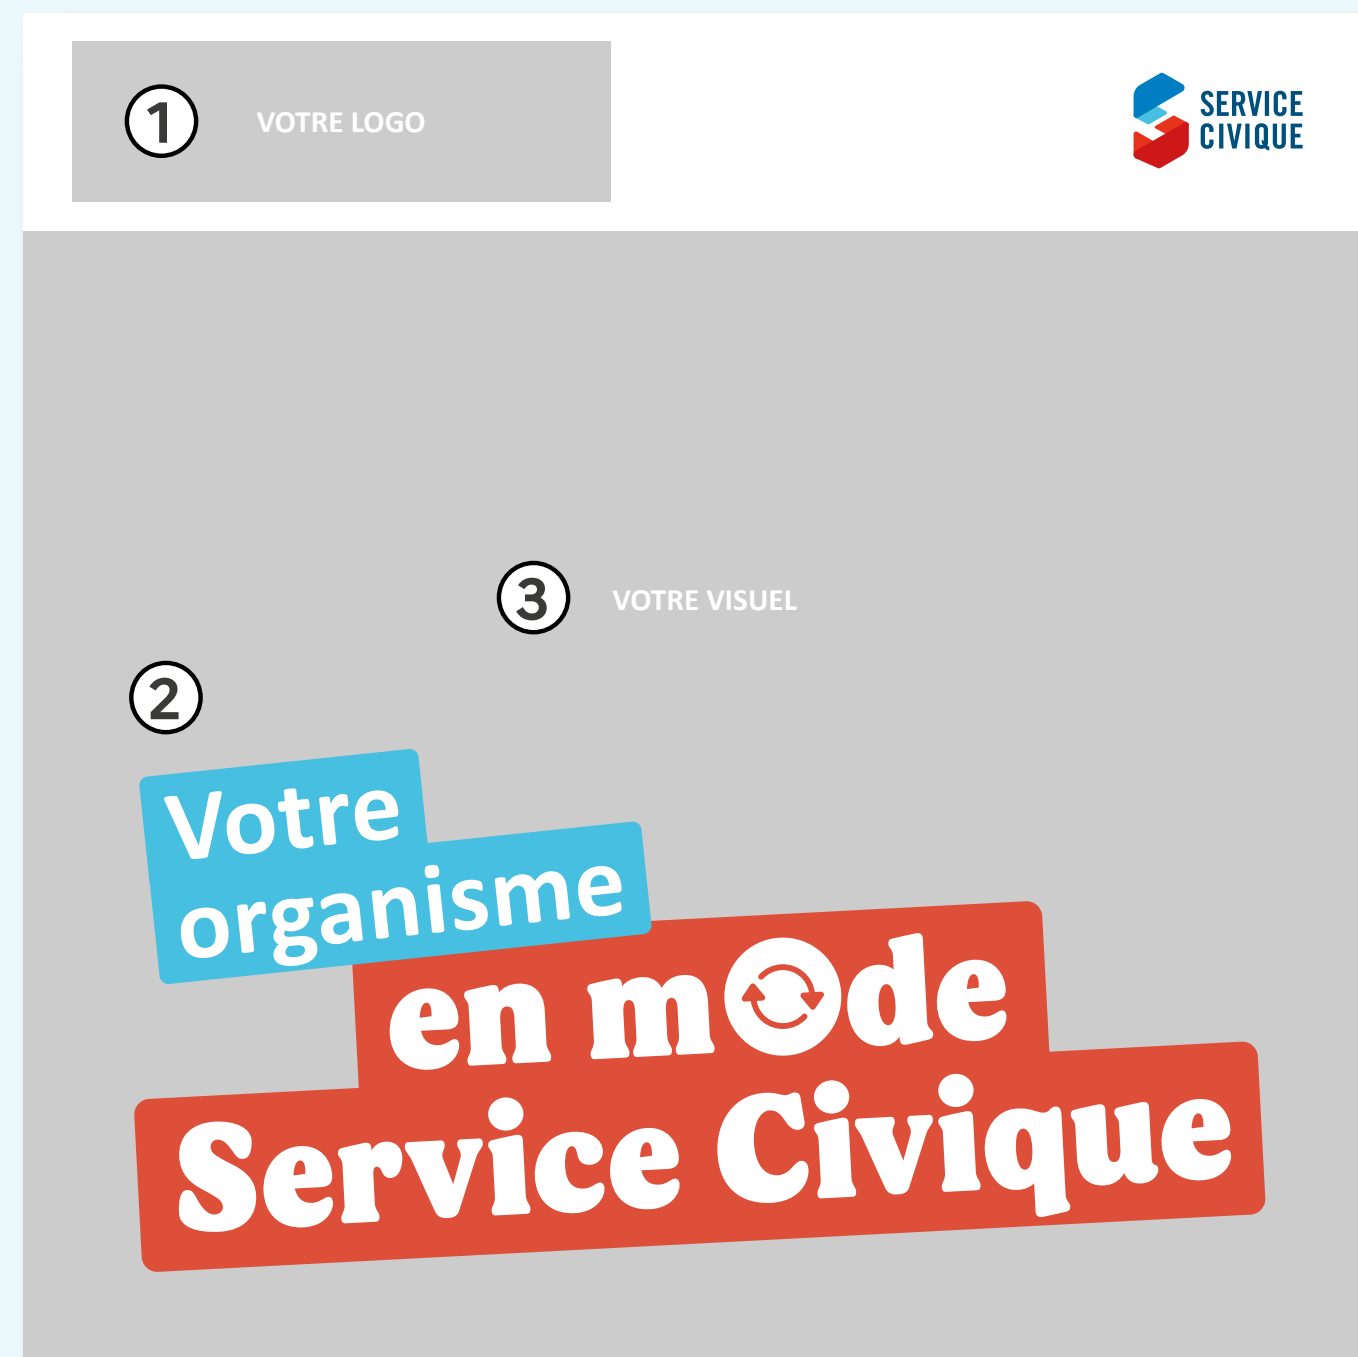 1 VOTRE LOGO
SERVICE
CIVIQUE
3 VOTRE VISUEL
2
Votre
organisme
en mode
Service Civique